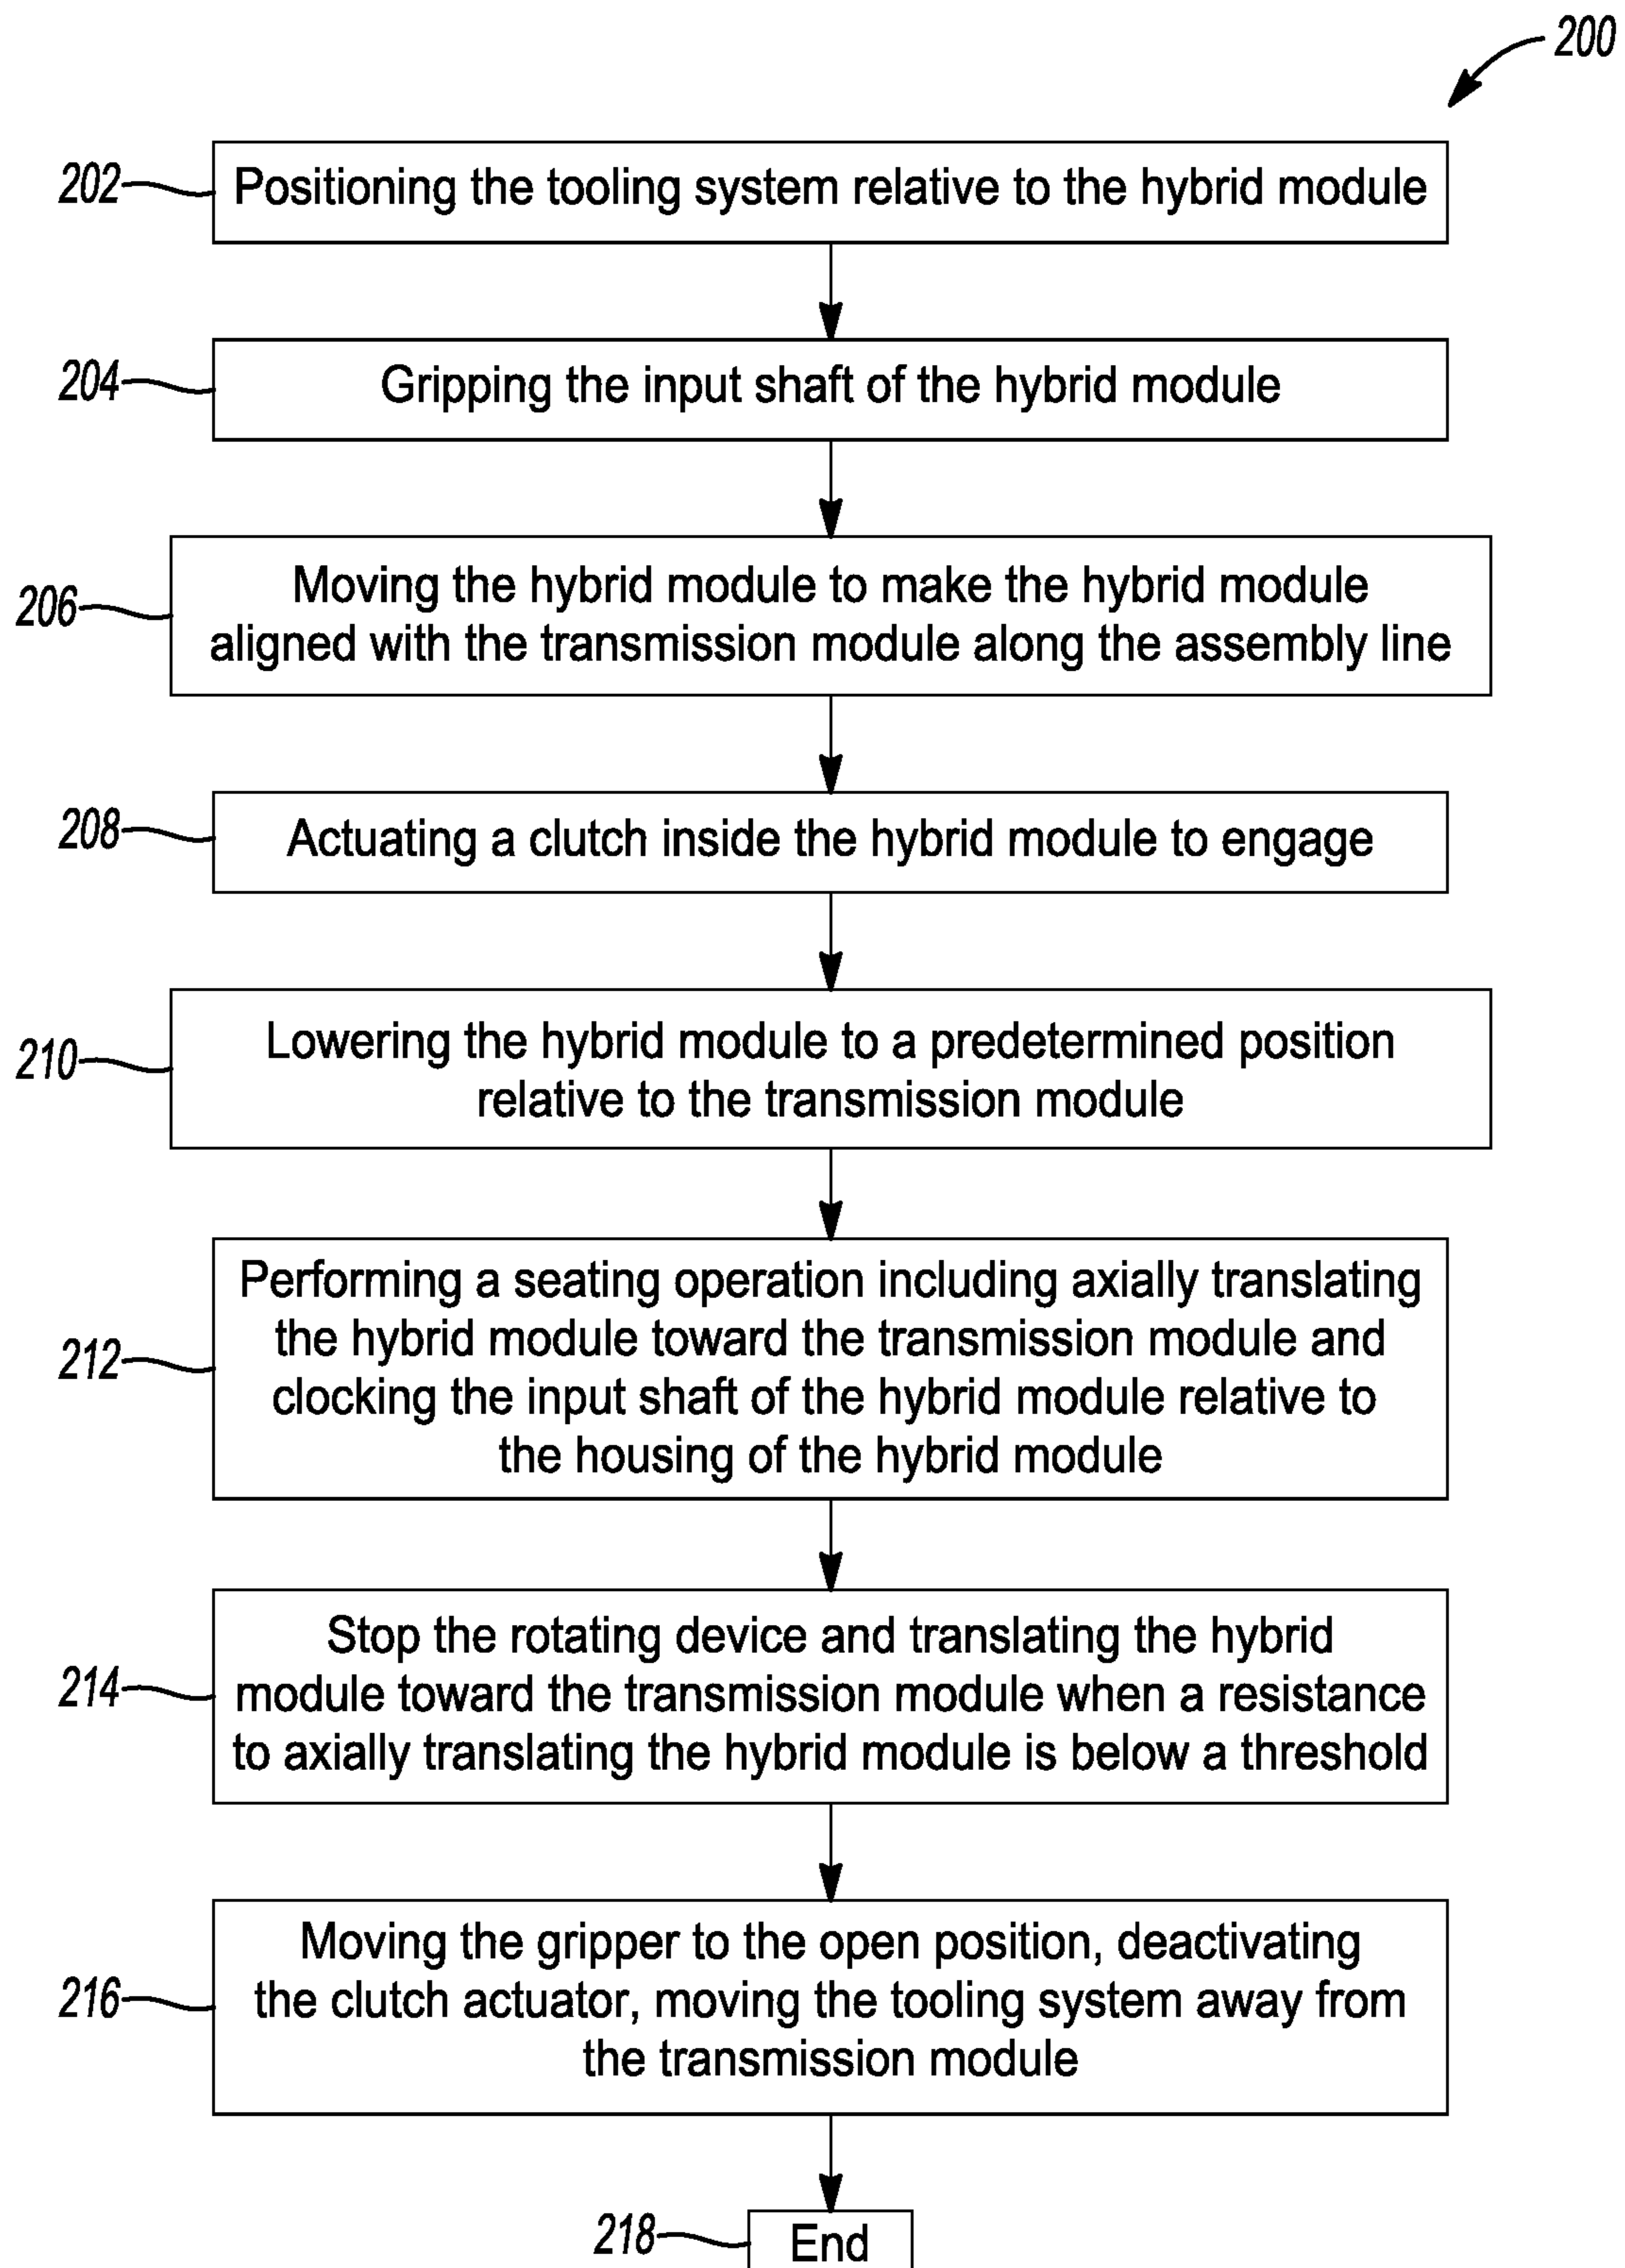 200
202
Positioning the tooling system relative to the hybrid module
204
Gripping the input shaft of the hybrid module
206
Moving the hybrid module to make the hybrid module
aligned with the transmission module along the assembly line
208
Actuating a clutch inside the hybrid module to engage
210
Lowering the hybrid module to a predetermined position
relative to the transmission module
212
Performing a seating operation including axially translating
the hybrid module toward the transmission module and
clocking the input shaft of the hybrid module relative to
the housing of the hybrid module
214
Stop the rotating device and translating the hybrid
module toward the transmission module when a resistance
to axially translating the hybrid module is below a threshold
216
Moving the gripper to the open position, deactivating
the clutch actuator, moving the tooling system away from
the transmission module
218
End